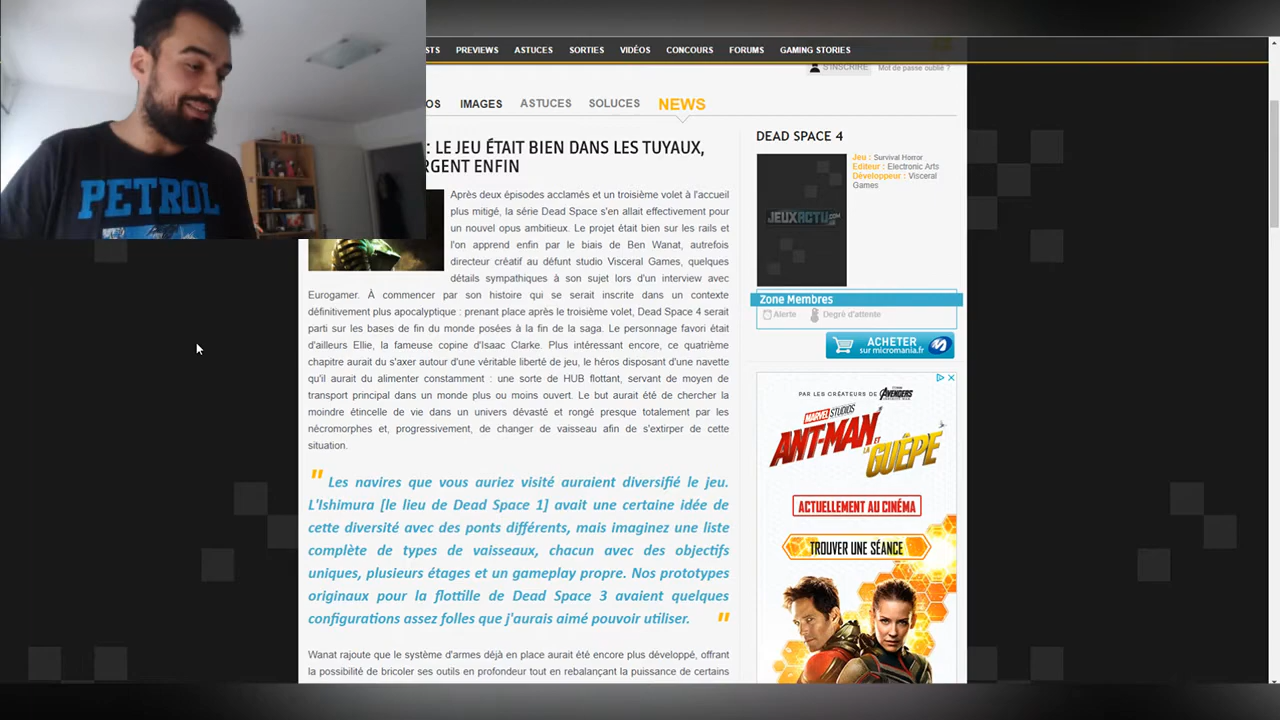 STS PREVIEWS ASTUCES SORTIES VIDÉOS CONCOURS FORUMS GAMING STORIES
S'INSCRIRE Mot de passe oublié ?
OS IMAGES ASTUCES SOLUCES NEWS
: LE JEU ÉTAIT BIEN DANS LES TUYAUX,
RGENT ENFIN
Après deux épisodes acclamés et un troisième volet à l'accueil
plus mitigé, la série Dead Space s'en allait effectivement pour
un nouvel opus ambitieux. Le projet était bien sur les rails et
l'on apprend enfin par le biais de Ben Wanat, autrefois
directeur créatif au défunt studio Visceral Games, quelques
détails sympathiques à son sujet lors d'un interview avec
Eurogamer. À commencer par son histoire qui se serait inscrite dans un contexte
définitivement plus apocalyptique : prenant place après le troisième volet, Dead Space 4 serait
parti sur les bases de fin du monde posées à la fin de la saga. Le personnage favori était
d'ailleurs Ellie, la fameuse copine d'Isaac Clarke. Plus intéressant encore, ce quatrième
chapitre aurait du s'axer autour d'une véritable liberté de jeu, le héros disposant d'une navette
qu'il aurait du alimenter constamment : une sorte de HUB flottant, servant de moyen de
transport principal dans un monde plus ou moins ouvert. Le but aurait été de chercher la
moindre étincelle de vie dans un univers dévasté et rongé presque totalement par les
nécromorphes et, progressivement, de changer de vaisseau afin de s'extirper de cette
situation.
" Les navires que vous auriez visité auraient diversifié le jeu.
L'Ishimura [le lieu de Dead Space 1] avait une certaine idée de
cette diversité avec des ponts différents, mais imaginez une liste
complète de types de vaisseaux, chacun avec des objectifs
uniques, plusieurs étages et un gameplay propre. Nos prototypes
originaux pour la flottille de Dead Space 3 avaient quelques
configurations assez folles que j'aurais aimé pouvoir utiliser. "
Wanat rajoute que le système d'armes déjà en place aurait été encore plus développé, offrant
la possibilité de bricoler ses outils en profondeur tout en rebalançant la puissance de certains
DEAD SPACE 4
JEUXACTU.COM
Jeu : Survival Horror
Editeur : Electronic Arts
Développeur : Visceral
Games
Zone Membres
Alerte Degré d'attente
ACHETER
sur micromania.fr
PAR LES CRÉATEURS DE AVENGERS
MARVEL STUDIOS
ANT-MAN ET
LA GUÊPE
ACTUELLEMENT AU CINÉMA
TROUVER UNE SÉANCE
PETROL